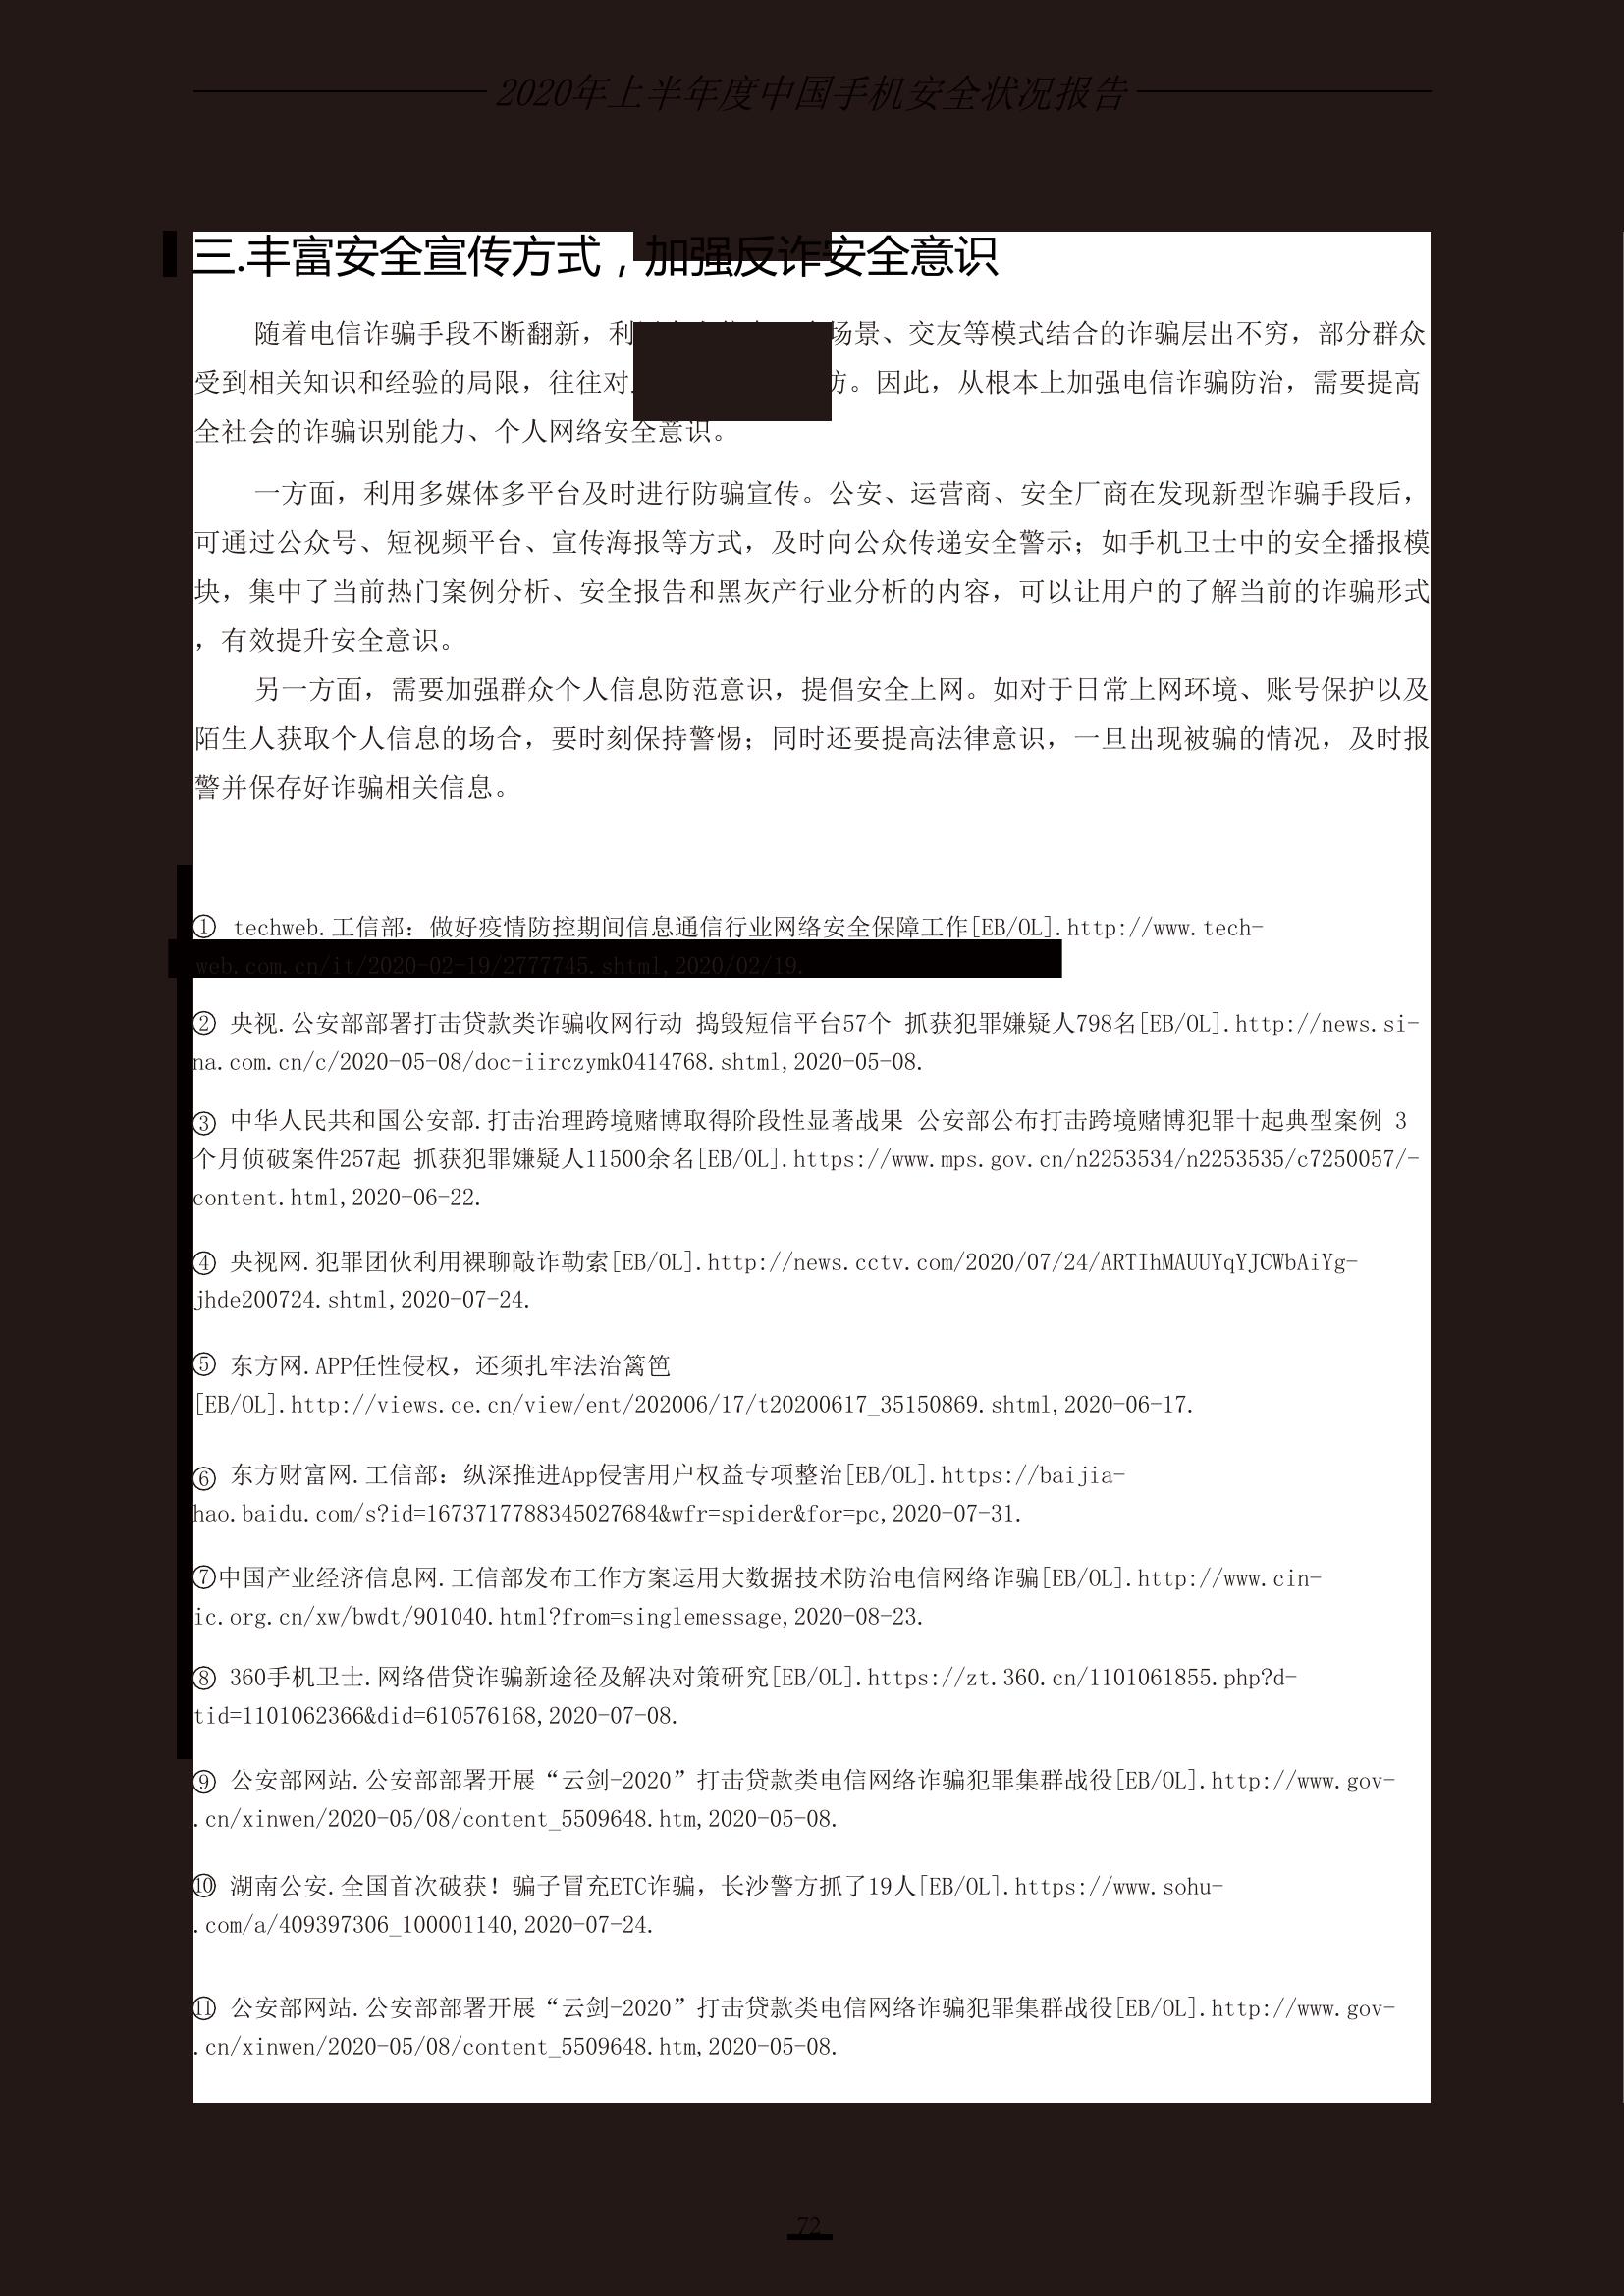 2020年上半年度中国手机安全状况报告
三.丰富安全宣传方式，加强反诈安全意识
随着电信诈骗手段不断翻新，利 场景、交友等模式结合的诈骗层出不穷，部分群众
受到相关知识和经验的局限，往往对 防。因此，从根本上加强电信诈骗防治，需要提高
全社会的诈骗识别能力、个人网络安全意识。
一方面，利用多媒体多平台及时进行防骗宣传。公安、运营商、安全厂商在发现新型诈骗手段后，
可通过公众号、短视频平台、宣传海报等方式，及时向公众传递安全警示；如手机卫士中的安全播报模
块，集中了当前热门案例分析、安全报告和黑灰产行业分析的内容，可以让用户的了解当前的诈骗形式
，有效提升安全意识。
另一方面，需要加强群众个人信息防范意识，提倡安全上网。如对于日常上网环境、账号保护以及
陌生人获取个人信息的场合，要时刻保持警惕；同时还要提高法律意识，一旦出现被骗的情况，及时报
警并保存好诈骗相关信息。
① techweb.工信部：做好疫情防控期间信息通信行业网络安全保障工作[EB/OL].http://www.tech-
web.com.cn/it/2020-02-19/2777745.shtml,2020/02/19.
② 央视.公安部部署打击贷款类诈骗收网行动 捣毁短信平台57个 抓获犯罪嫌疑人798名[EB/OL].http://news.si-
na.com.cn/c/2020-05-08/doc-iirczymk0414768.shtml,2020-05-08.
③ 中华人民共和国公安部.打击治理跨境赌博取得阶段性显著战果 公安部公布打击跨境赌博犯罪十起典型案例 3
个月侦破案件257起 抓获犯罪嫌疑人11500余名[EB/OL].https://www.mps.gov.cn/n2253534/n2253535/c7250057/-
content.html,2020-06-22.
④ 央视网.犯罪团伙利用裸聊敲诈勒索[EB/OL].http://news.cctv.com/2020/07/24/ARTIhMAUUYqYJCWbAiYg-
jhde200724.shtml,2020-07-24.
⑤ 东方网.APP任性侵权，还须扎牢法治篱笆
[EB/OL].http://views.ce.cn/view/ent/202006/17/t20200617_35150869.shtml,2020-06-17.
⑥ 东方财富网.工信部：纵深推进App侵害用户权益专项整治[EB/OL].https://baijia-
hao.baidu.com/s?id=1673717788345027684&wfr=spider&for=pc,2020-07-31.
⑦中国产业经济信息网.工信部发布工作方案运用大数据技术防治电信网络诈骗[EB/OL].http://www.cin-
ic.org.cn/xw/bwdt/901040.html?from=singlemessage,2020-08-23.
⑧ 360手机卫士.网络借贷诈骗新途径及解决对策研究[EB/OL].https://zt.360.cn/1101061855.php?d-
tid=1101062366&did=610576168,2020-07-08.
⑨ 公安部网站.公安部部署开展“云剑-2020”打击贷款类电信网络诈骗犯罪集群战役[EB/OL].http://www.gov-
.cn/xinwen/2020-05/08/content_5509648.htm,2020-05-08.
⑩ 湖南公安.全国首次破获！骗子冒充ETC诈骗，长沙警方抓了19人[EB/OL].https://www.sohu-
.com/a/409397306_100001140,2020-07-24.
⑪ 公安部网站.公安部部署开展“云剑-2020”打击贷款类电信网络诈骗犯罪集群战役[EB/OL].http://www.gov-
.cn/xinwen/2020-05/08/content_5509648.htm,2020-05-08.
72